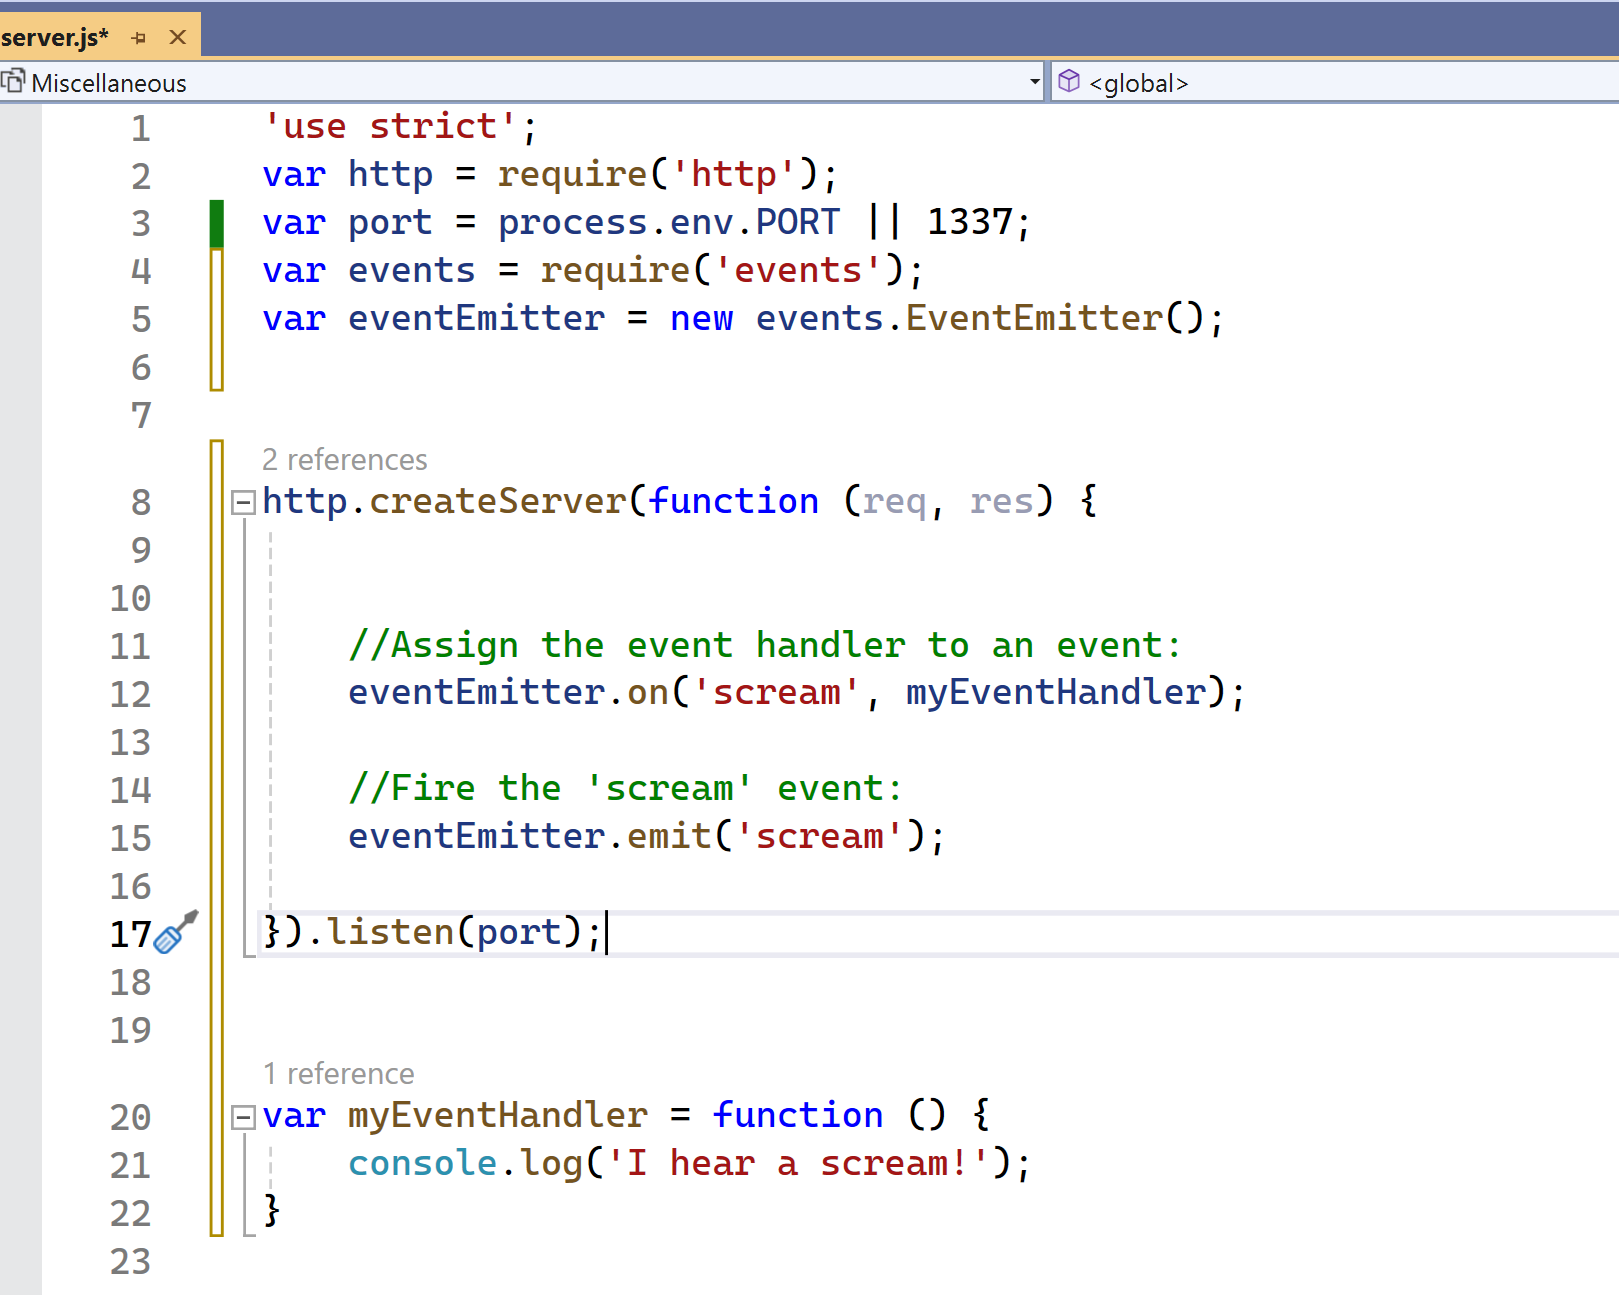 server.js*
Miscellaneous <global>
1 'use strict';
2 var http = require('http');
3 var port = process.env.PORT || 1337;
4 var events = require('events');
5 var eventEmitter = new events.EventEmitter();
6
7
2 references
8 http.createServer(function (req, res) {
9
10
11 //Assign the event handler to an event:
12 eventEmitter.on('scream', myEventHandler);
13
14 //Fire the 'scream' event:
15 eventEmitter.emit('scream');
16
17 }).listen(port);
18
19
1 reference
20 var myEventHandler = function () {
21 console.log('I hear a scream!');
22 }
23